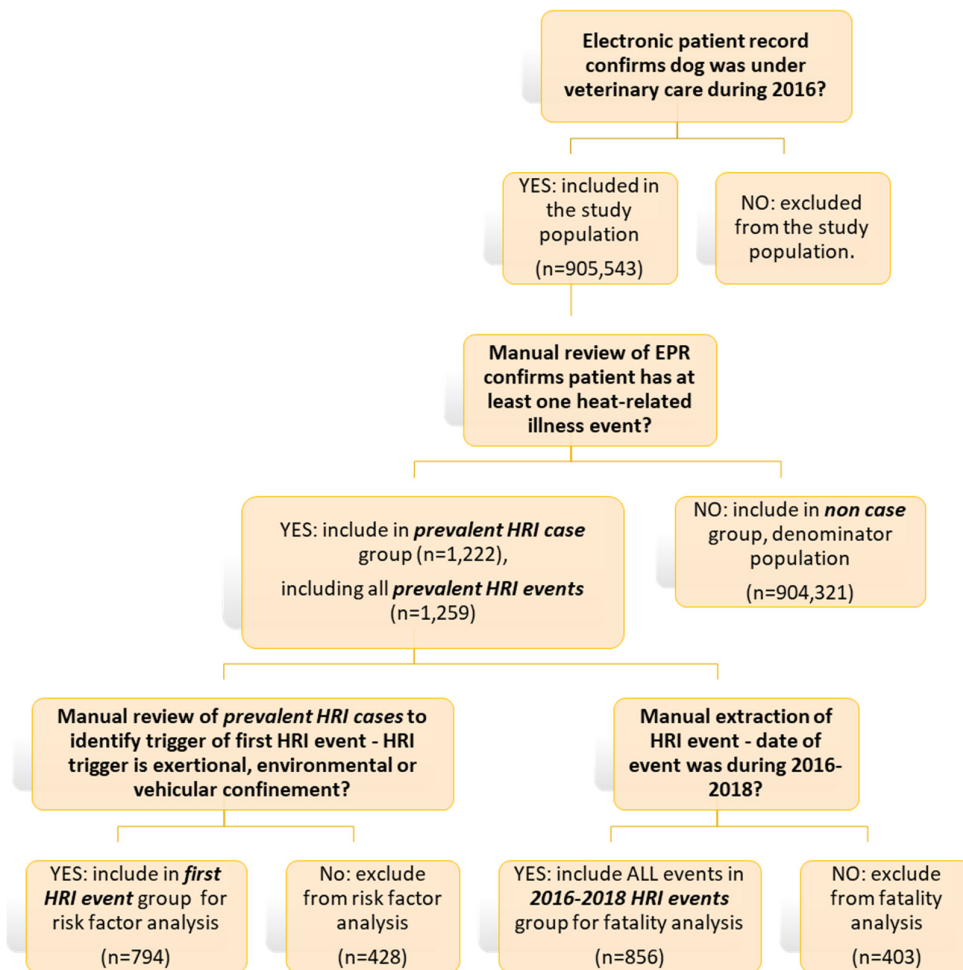 Electronic patient record
confirms dog was under
veterinary care during 2016?
YES: included in
the study
population
(n=905,543)
NO: excluded
from the study
population.
Manual review of EPR
confirms patient has at
least one heat-related
illness event?
YES: include in prevalent HRI case
group (n=1,222),
including all prevalent HRI events
(n=1,259)
NO: include in non case
group, denominator
population
(n=904,321)
Manual review of prevalent HRI cases to
identify trigger of first HRI event - HRI
trigger is exertional, environmental or
vehicular confinement?
Manual extraction of
HRI event - date of
event was during 2016-
2018?
YES: include in first
HRI event group for
risk factor analysis
(n=794)
No: exclude
from risk factor
analysis
(n=428)
YES: include ALL events in
2016-2018 HRI events
group for fatality analysis
(n=856)
NO: exclude
from fatality
analysis
(n=403)